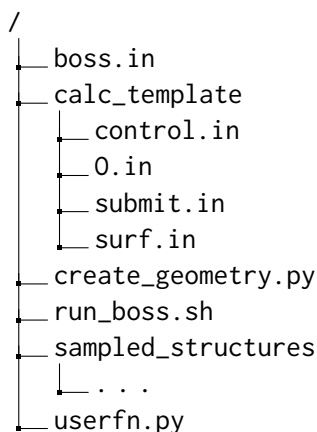 /
boss.in
calc_template
control.in
O.in
submit.in
surf.in
create_geometry.py
run_boss.sh
sampled_structures
...
userfn.py